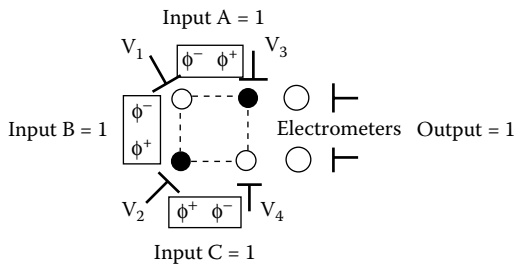 Input A = 1
V₁
ϕ⁻ ϕ⁺
V₃
ϕ⁻
Input B = 1
ϕ⁺
Electrometers
Output = 1
V₂
ϕ⁺ ϕ⁻
V₄
Input C = 1